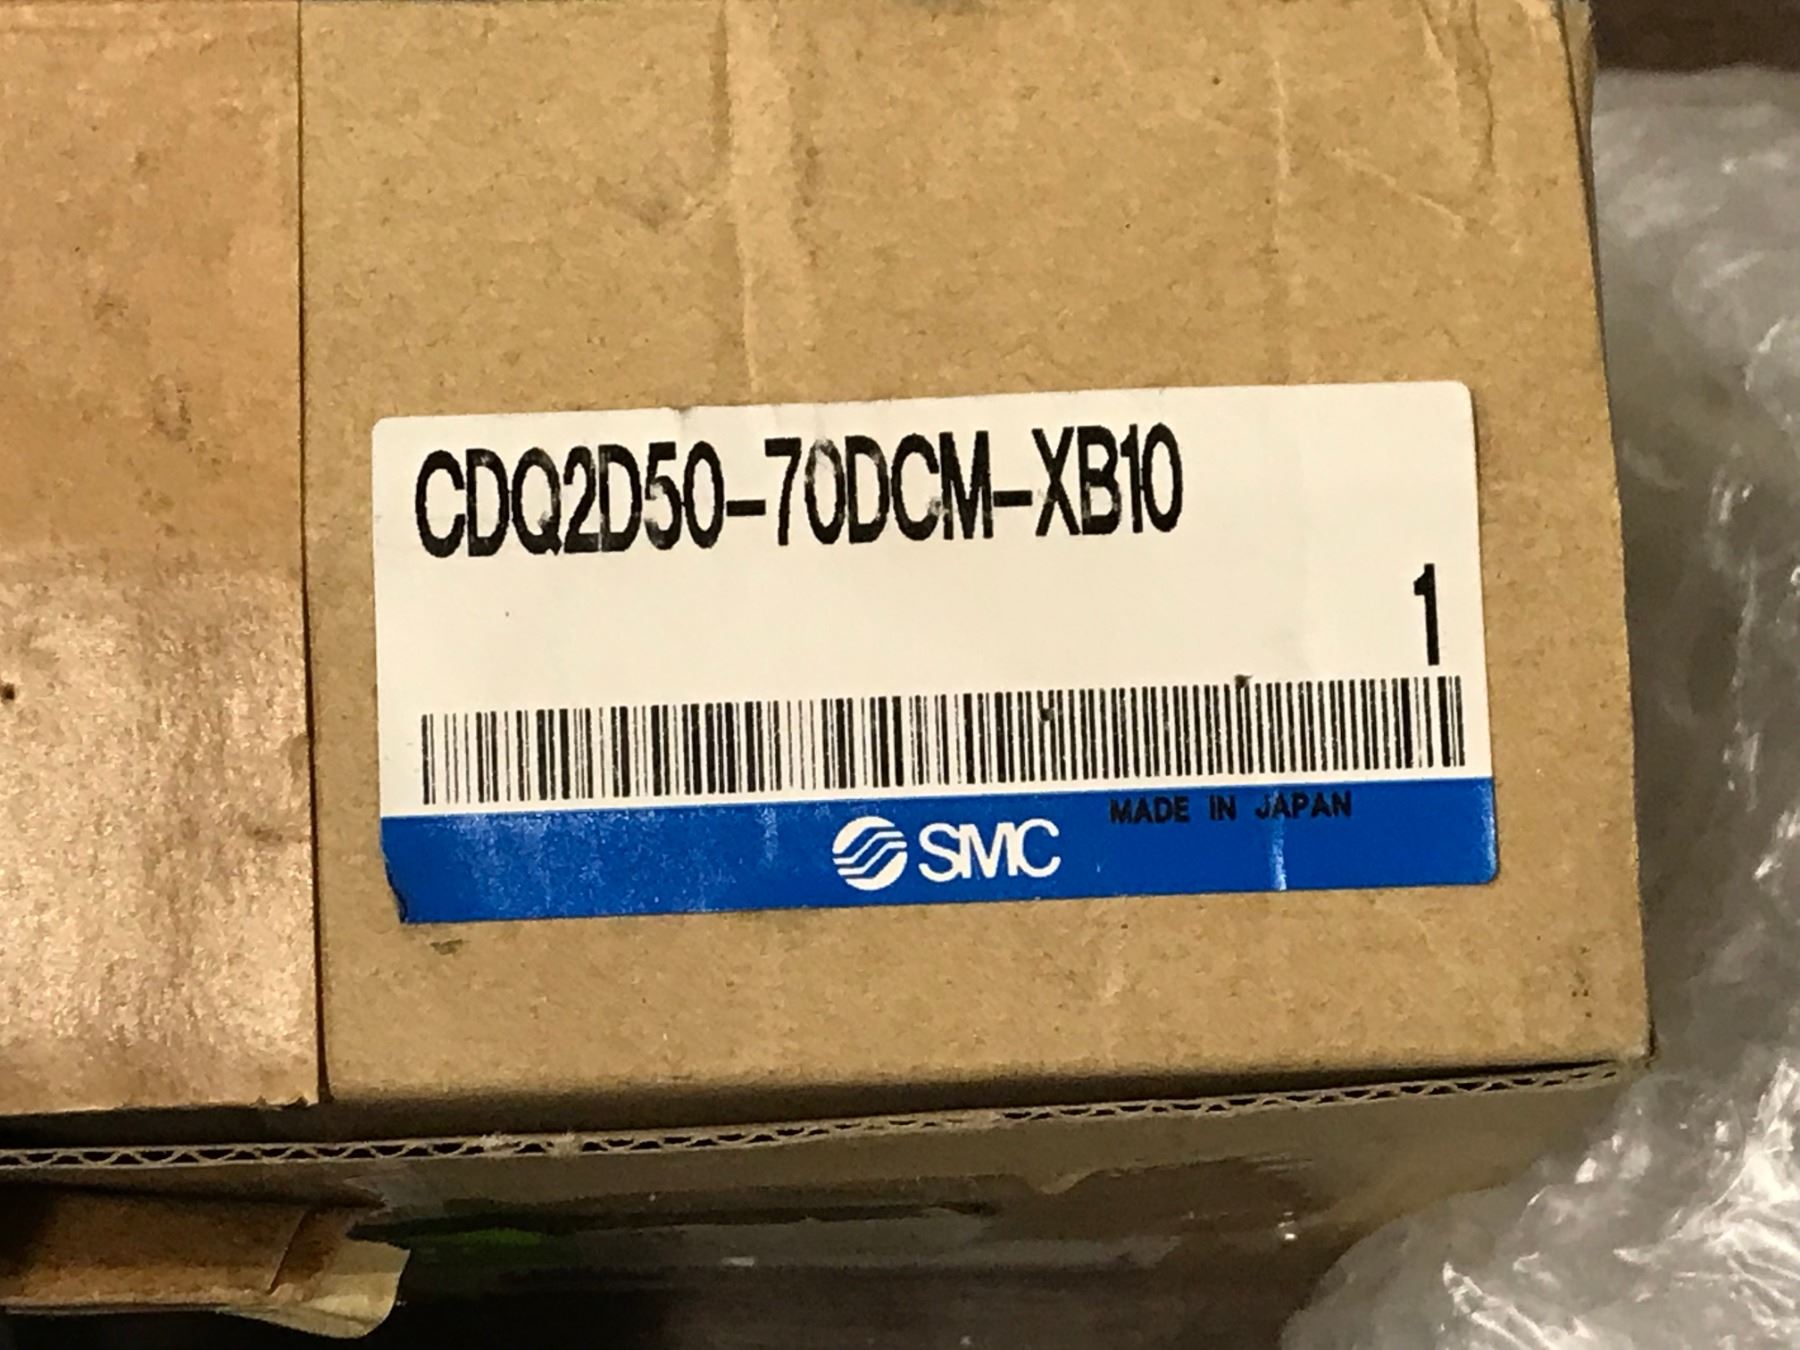 CDQ2D50-70DCM-XB10
1
MADE IN JAPAN
SMC